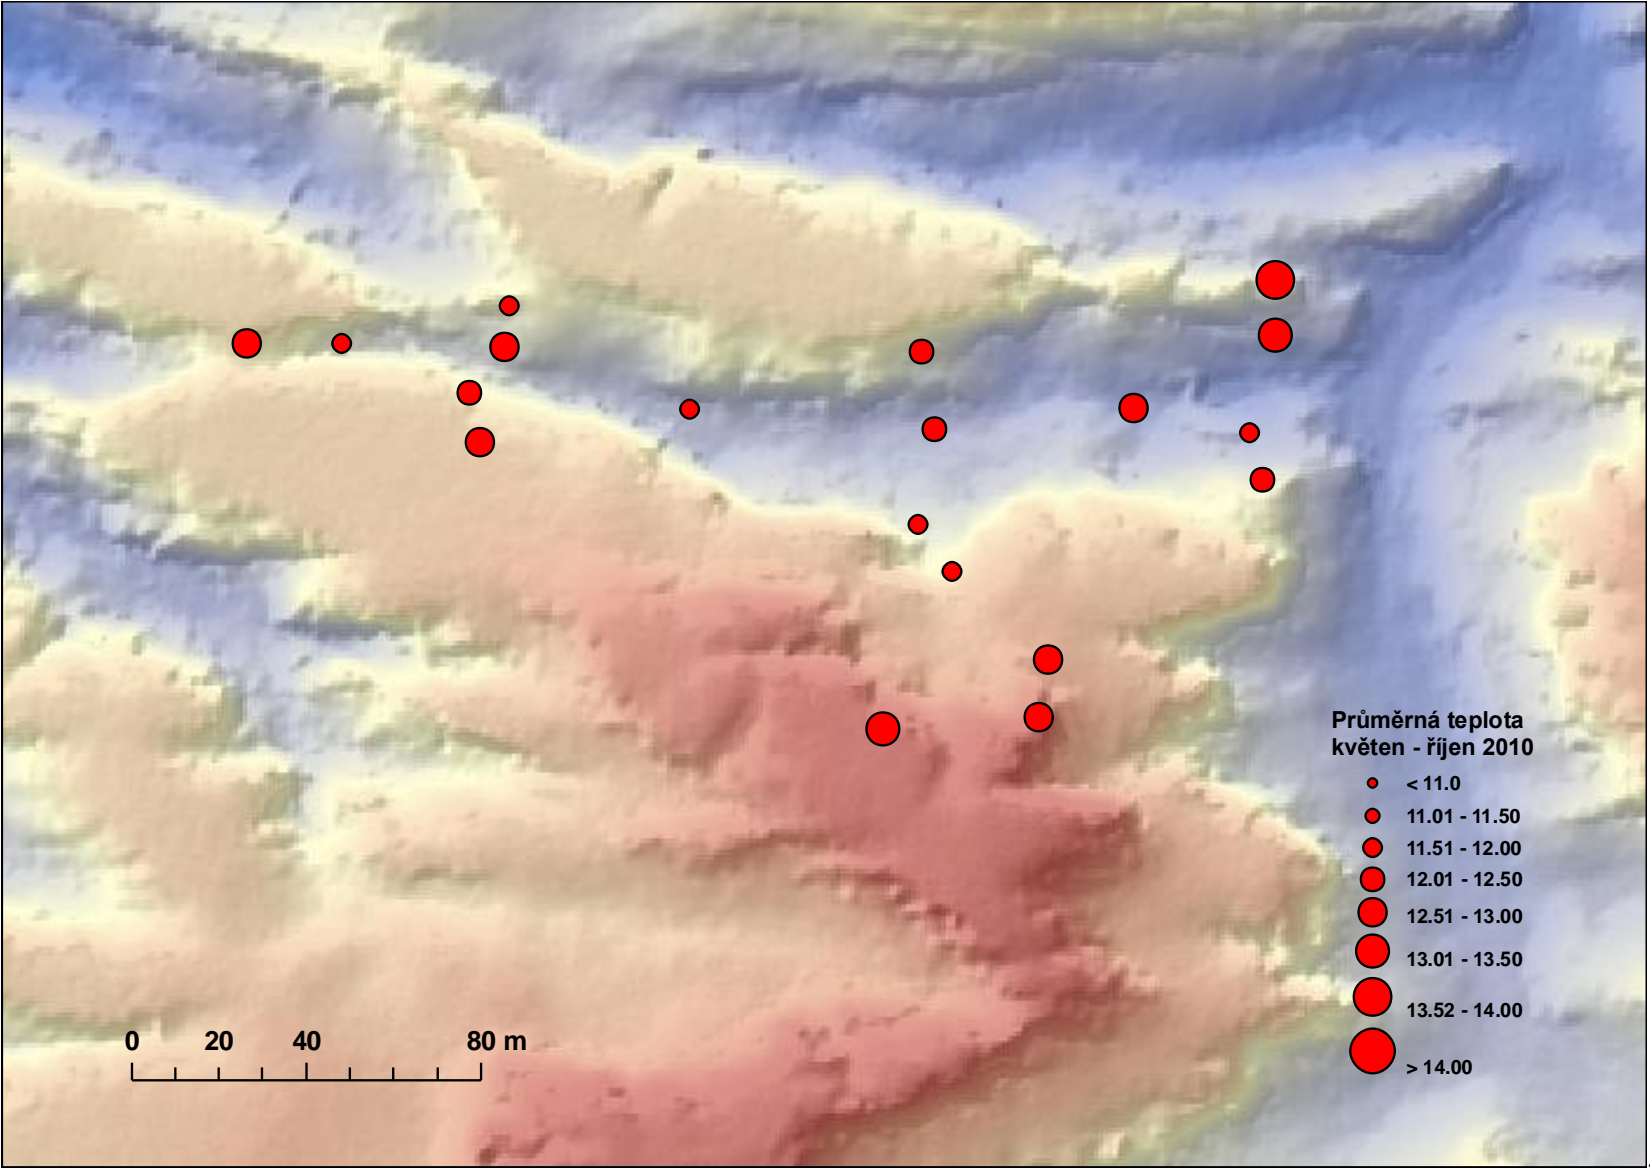 Průměrná teplota
květen - říjen 2010
< 11.0
11.01 - 11.50
11.51 - 12.00
12.01 - 12.50
12.51 - 13.00
13.01 - 13.50
13.52 - 14.00
> 14.00
0 20 40 80 m